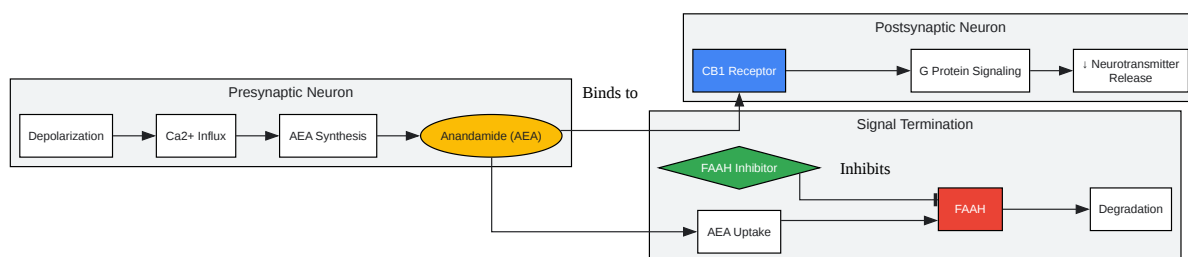 Postsynaptic Neuron
CB1 Receptor
G Protein Signaling
↓ Neurotransmitter
Release
Presynaptic Neuron
Binds to
Depolarization
Ca2+ Influx
AEA Synthesis
Anandamide (AEA)
Signal Termination
FAAH Inhibitor
Inhibits
FAAH
Degradation
AEA Uptake